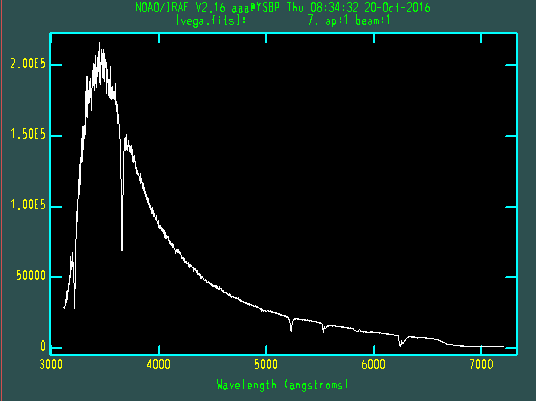 NOAO/IRAF V2.16 aaa@YSBP Thu 08:34:32 20-Oct-2016
[vega.fits]: 7. ap:1 beam:1
2.00E5
1.50E5
1.00E5
50000
0
3000 4000 5000 6000 7000
Wavelength (angstroms)